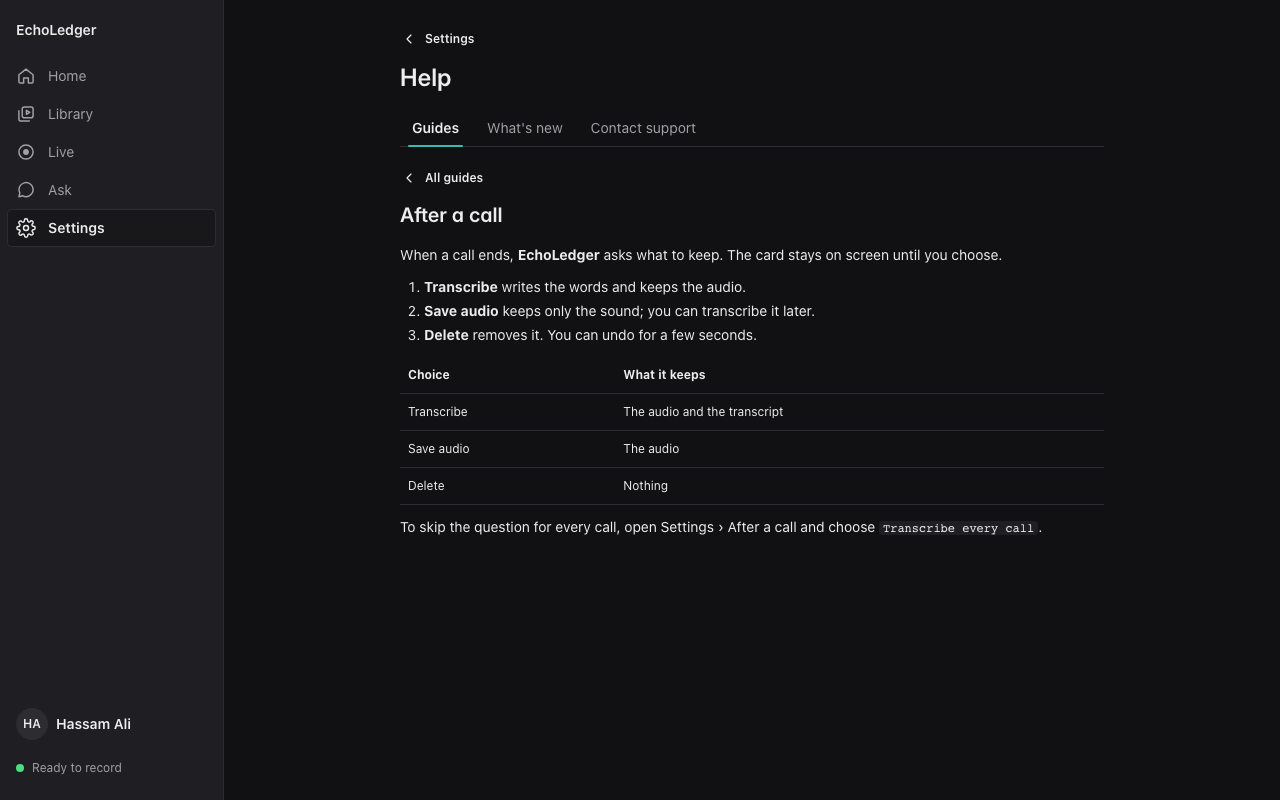 EchoLedger
Home
Library
Live
Ask
Settings
HA Hassam Ali
Ready to record
Settings
Help
Guides What's new Contact support
All guides
After a call
When a call ends, EchoLedger asks what to keep. The card stays on screen until you choose.
1. Transcribe writes the words and keeps the audio.
2. Save audio keeps only the sound; you can transcribe it later.
3. Delete removes it. You can undo for a few seconds.
Choice What it keeps
Transcribe The audio and the transcript
Save audio The audio
Delete Nothing
To skip the question for every call, open Settings › After a call and choose Transcribe every call.